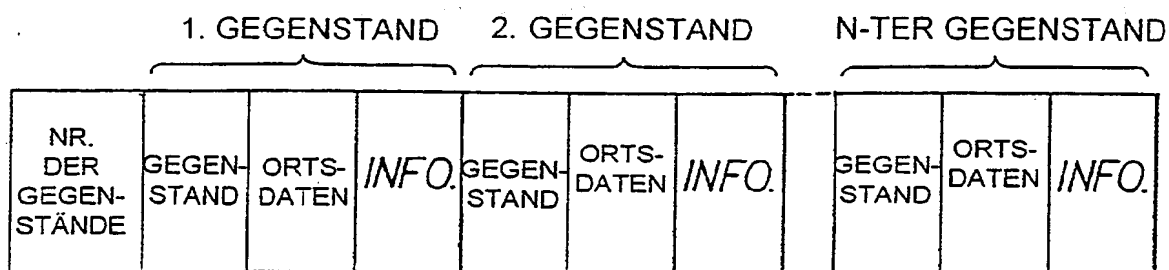 1. GEGENSTAND 2. GEGENSTAND N-TER GEGENSTAND
NR.
DER
GEGEN-
STÄNDE
GEGEN-
STAND
ORTS-
DATEN
INFO.
GEGEN-
STAND
ORTS-
DATEN
INFO.
GEGEN-
STAND
ORTS-
DATEN
INFO.